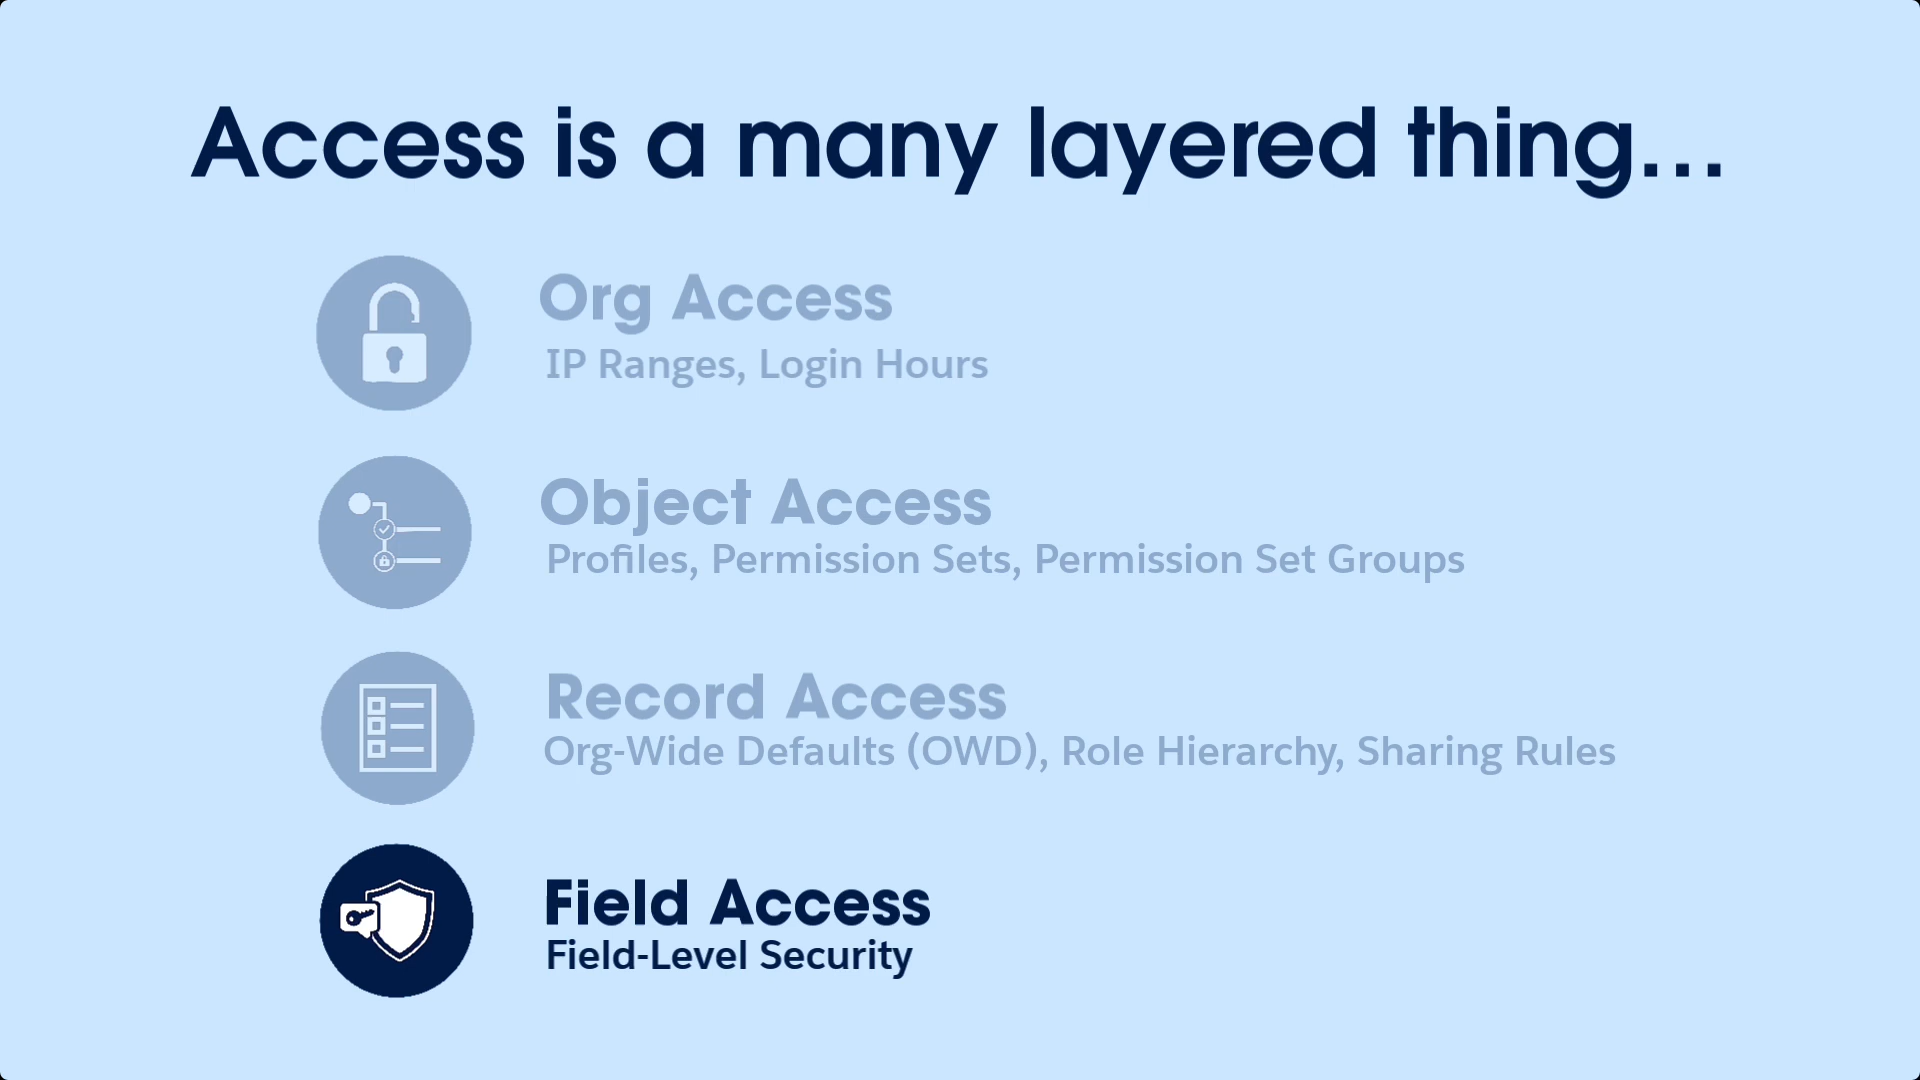 Access is a many layered thing...
Org Access
IP Ranges, Login Hours
Object Access
Profiles, Permission Sets, Permission Set Groups
Record Access
Org-Wide Defaults (OWD), Role Hierarchy, Sharing Rules
Field Access
Field-Level Security